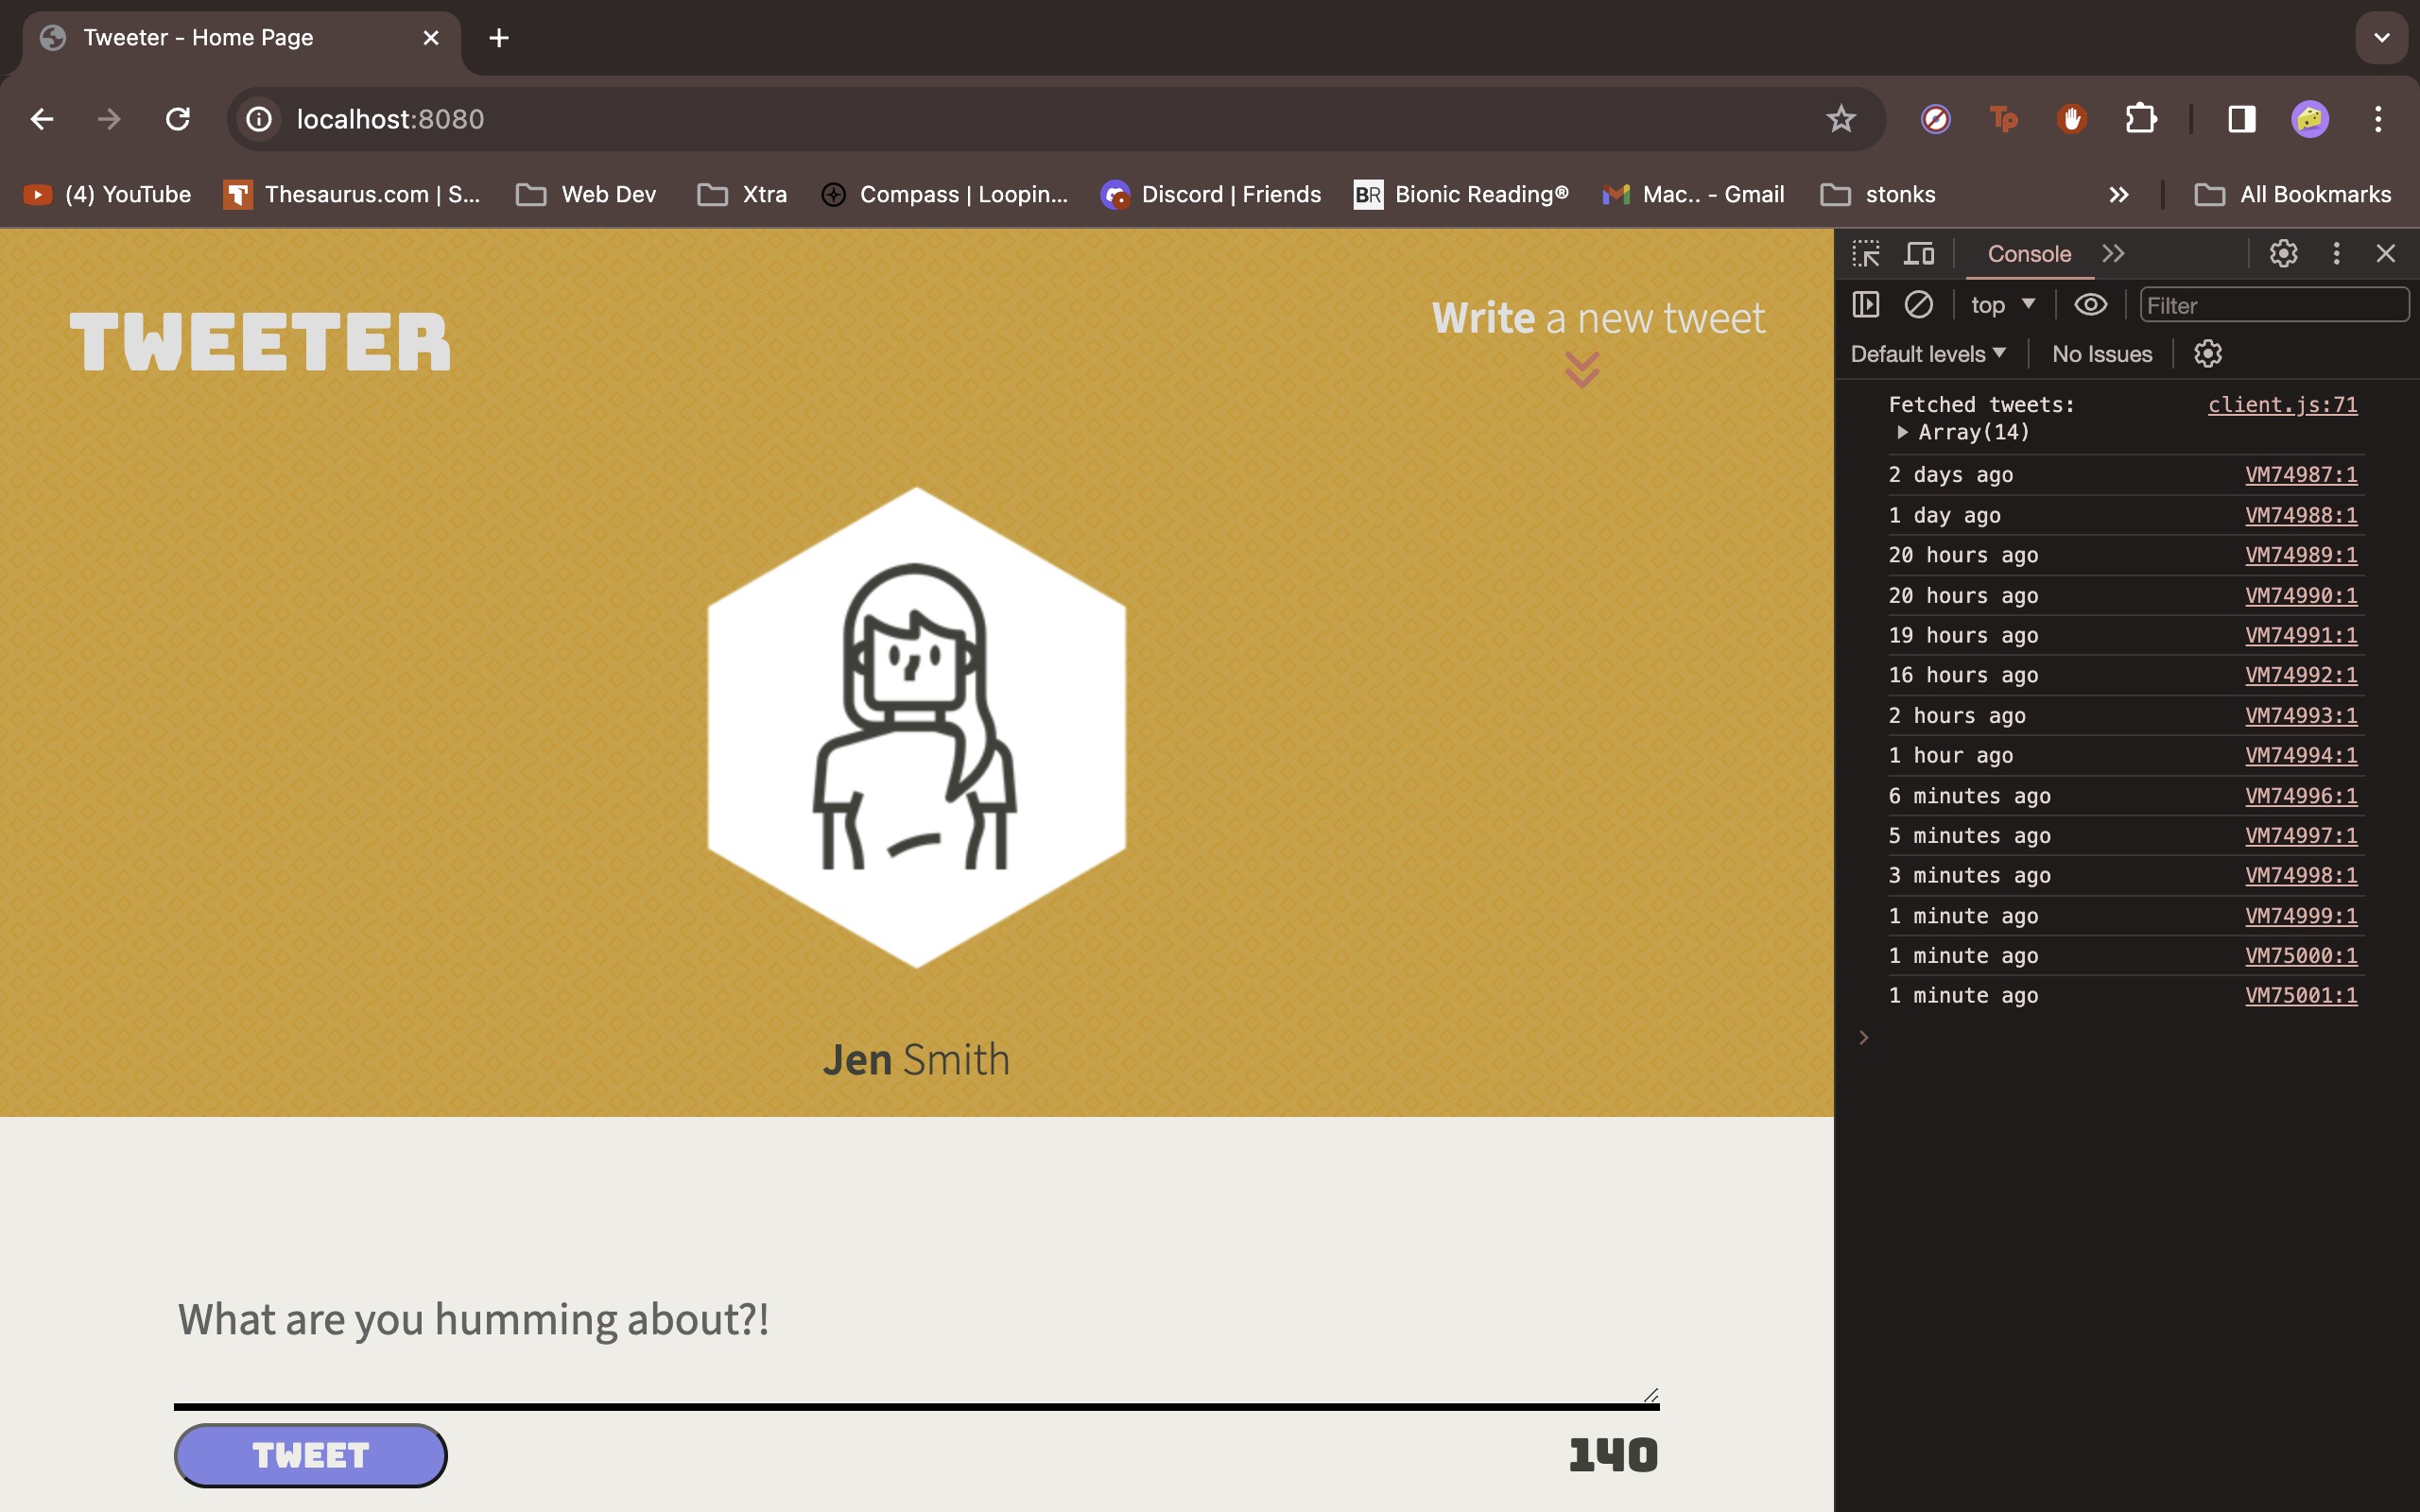 Tweeter - Home Page
localhost:8080
(4) YouTube
Thesaurus.com | S...
Web Dev
Xtra
Compass | Loopin...
Discord | Friends
BR Bionic Reading®
Mac.. - Gmail
stonks
All Bookmarks
TWEETER
Write a new tweet
Jen Smith
What are you humming about?!
TWEET
140
Console
top
Filter
Default levels
No Issues
Fetched tweets: client.js:71
Array(14)
2 days ago VM74987:1
1 day ago VM74988:1
20 hours ago VM74989:1
20 hours ago VM74990:1
19 hours ago VM74991:1
16 hours ago VM74992:1
2 hours ago VM74993:1
1 hour ago VM74994:1
6 minutes ago VM74996:1
5 minutes ago VM74997:1
3 minutes ago VM74998:1
1 minute ago VM74999:1
1 minute ago VM75000:1
1 minute ago VM75001:1